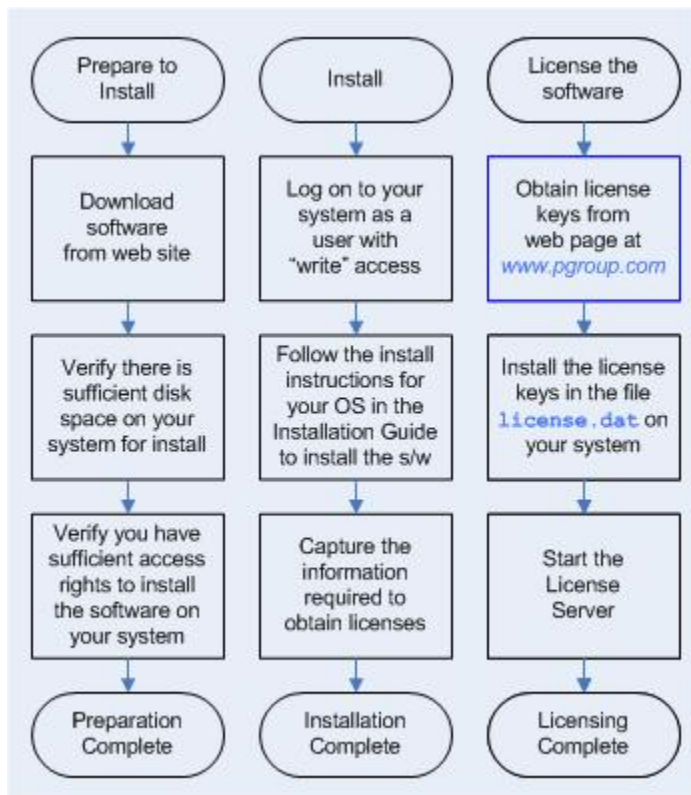 Prepare to
Install
Download
software
from web site
Verify there is
sufficient disk
space on your
system for install
Verify you have
sufficient access
rights to install
the software on
your system
Preparation
Complete
Install
Log on to your
system as a
user with
“write” access
Follow the install
instructions for
your OS in the
Installation Guide
to install the s/w
Capture the
information
required to
obtain licenses
Installation
Complete
License the
software
Obtain license
keys from
web page at
www.pgroup.com
Install the license
keys in the file
license.dat on
your system
Start the
License
Server
Licensing
Complete